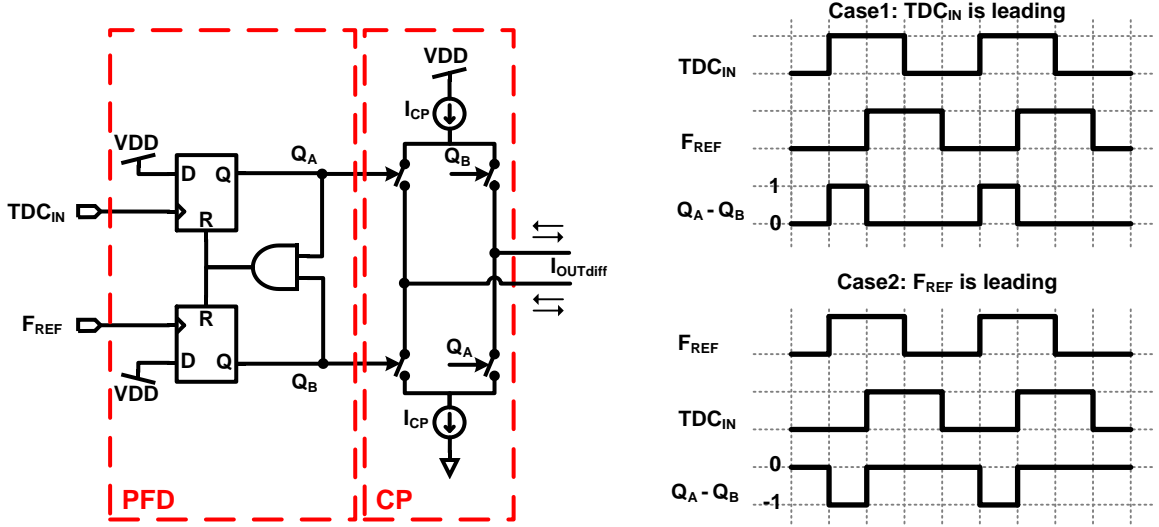 VDD
I_CP
VDD
Q_A
Q_B
D
Q
TDC_IN
R
I_OUTdiff
F_REF
R
D
Q
Q_A
VDD
Q_B
I_CP
PFD
CP
Case1: TDC_IN is leading
TDC_IN
F_REF
1
Q_A - Q_B
0
Case2: F_REF is leading
F_REF
TDC_IN
0
Q_A - Q_B
-1